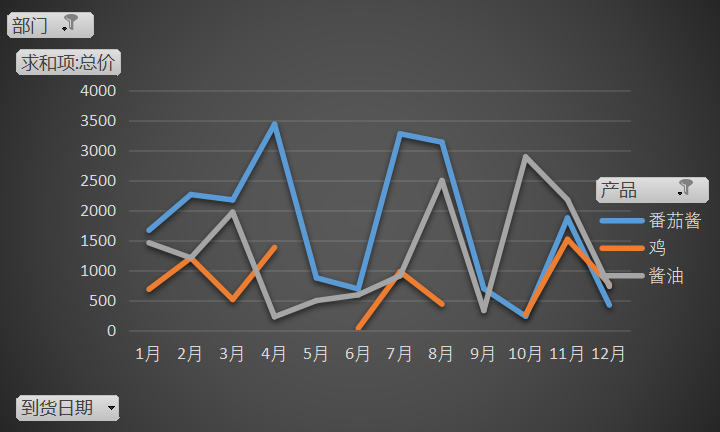 部门
求和项:总价
4000
3500
3000
2500
2000
1500
1000
500
0
1月 2月 3月 4月 5月 6月 7月 8月 9月 10月 11月 12月
产品
番茄酱
鸡
酱油
到货日期